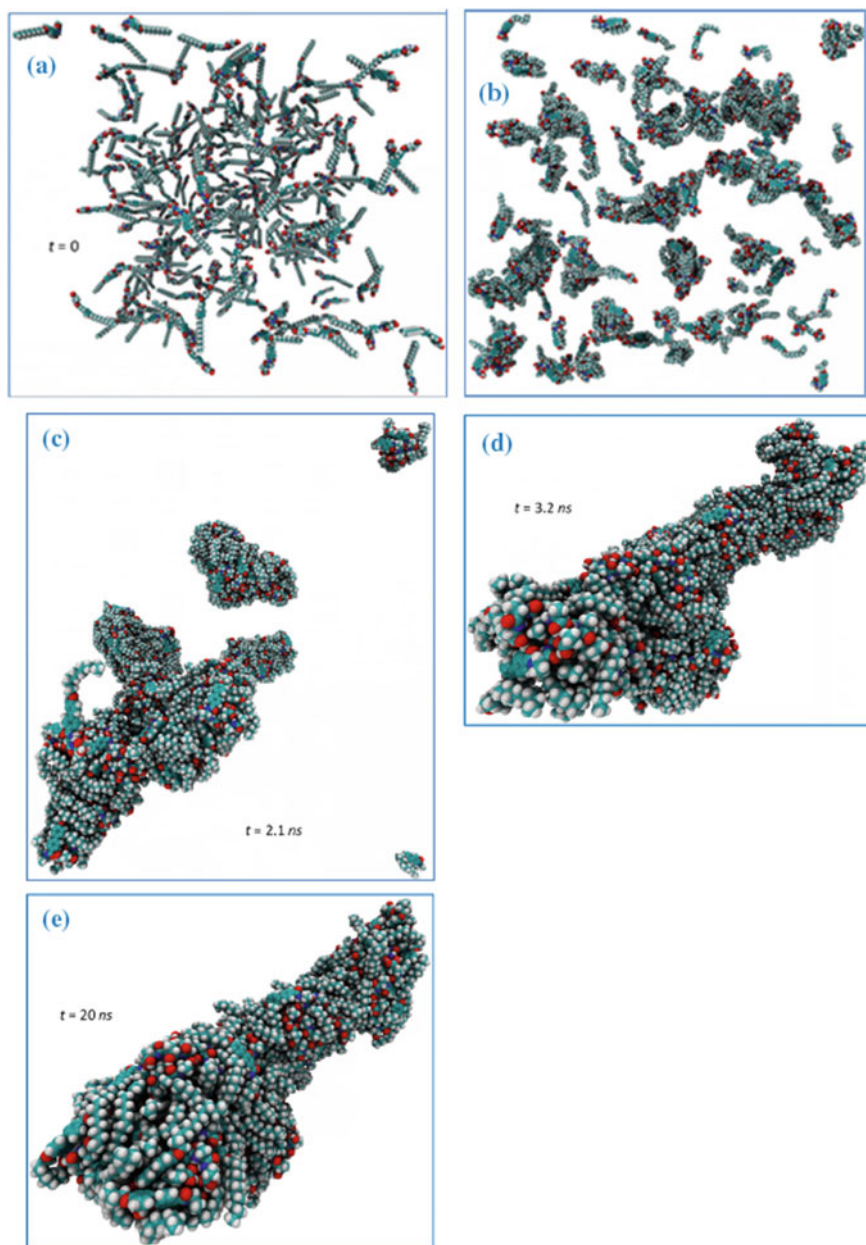 (a)
t = 0
(b)
(c)
t = 2.1 ns
(d)
t = 3.2 ns
(e)
t = 20 ns